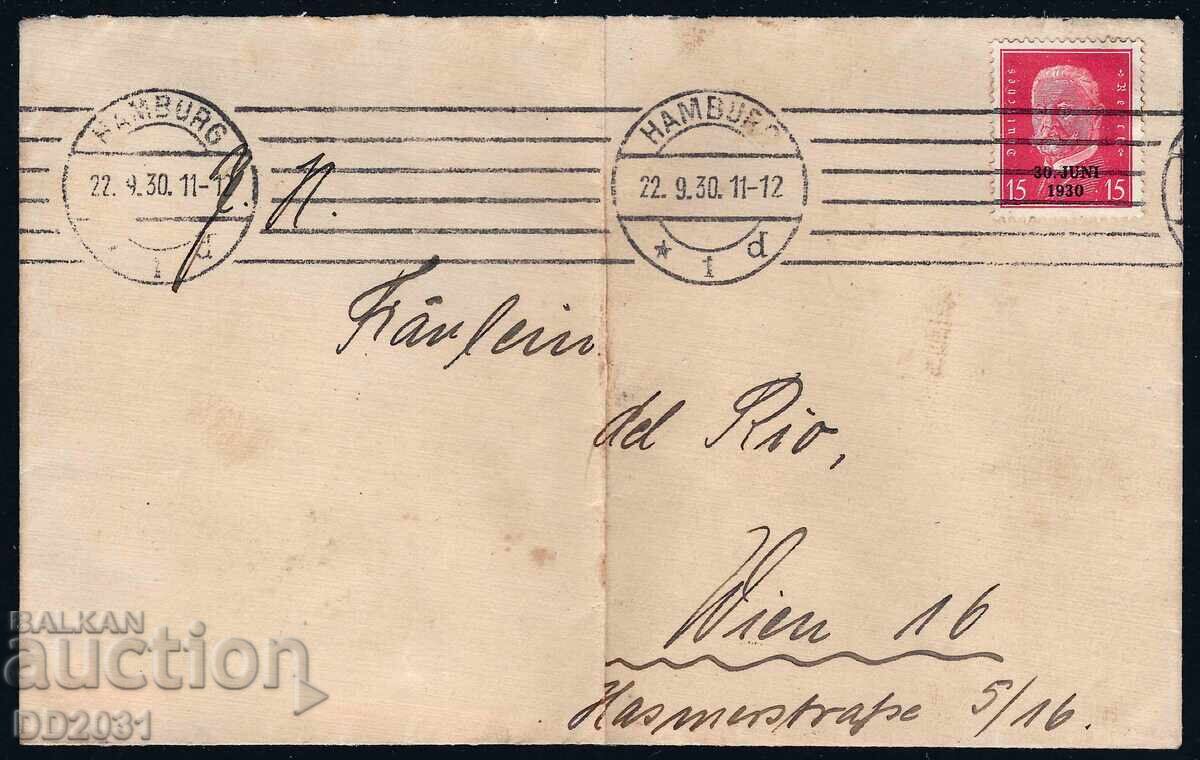 HAMBURG
22. 9.30. 11-12
1 d
HAMBURG
22. 9.30. 11-12
* 1 d
Deutsches Reich
30. JUNI
1930
15 15
Fräulein
del Rio,
Wien 16
Hasnerstraße 5/16.
BALKAN
auction
DD2031